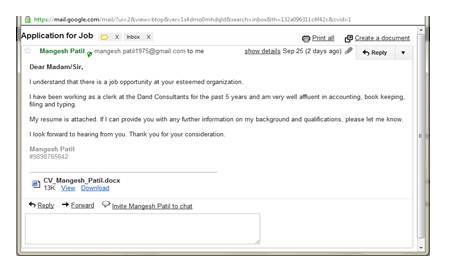 https://mail.google.com/mail/?ui=2&view=btop&ver=1s4dmo0mhdqld&search=inbox&th=132a096311c4f42c&cvid=1
Application for Job X Inbox X Print all Create a document
Mangesh Patil mangesh.patil1975@gmail.com to me show details Sep 25 (2 days ago) Reply
Dear Madam/Sir,
I understand that there is a job opportunity at your esteemed organization.
I have been working as a clerk at the Dand Consultants for the past 5 years and am very well affluent in accounting, book keeping,
filing and typing.
My resume is attached. If I can provide you with any further information on my background and qualifications, please let me know.
I look forward to hearing from you. Thank you for your consideration.
Mangesh Patil
#9898765642
CV_Mangesh_Patil.docx
13K View Download
Reply Forward Invite Mangesh Patil to chat